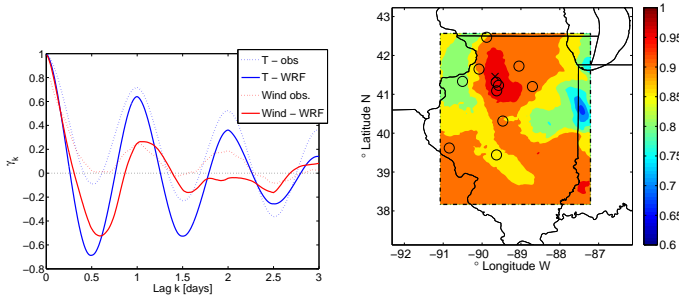 1
0.8
0.6
0.4
0.2
0
−0.2
−0.4
−0.6
−0.8
γk
0 0.5 1 1.5 2 2.5 3
Lag k [days]
T − obs
T − WRF
Wind obs.
Wind − WRF
42
41
40
39
38
° Latitude N
−92 −91 −90 −89 −88 −87
° Longitude W
1
0.95
0.9
0.85
0.8
0.75
0.7
0.65
0.6